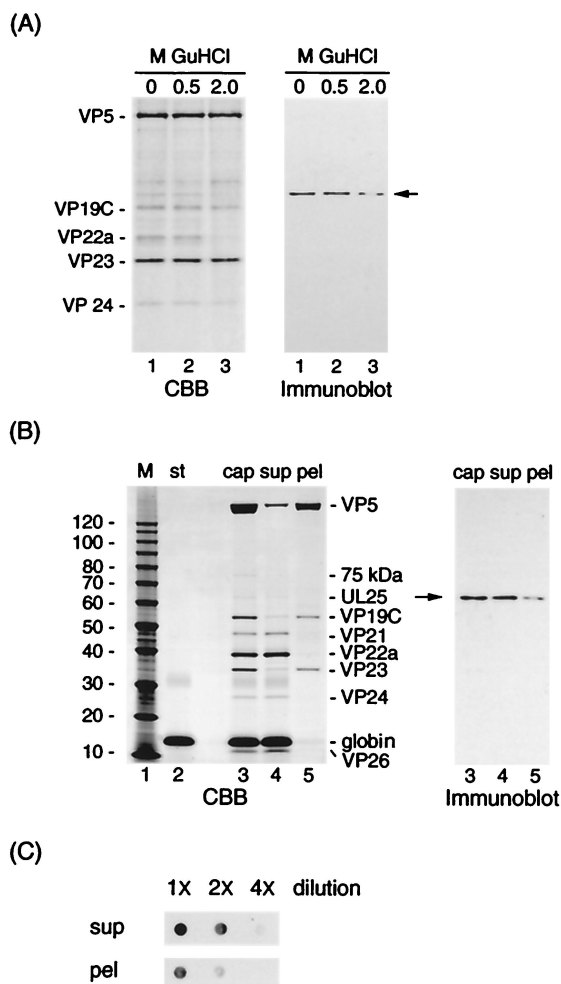 (A)
M GuHCl M GuHCl
0 0.5 2.0 0 0.5 2.0
VP5 -
VP19C -
VP22a -
VP23 -
VP 24 -
1 2 3 1 2 3
CBB Immunoblot
(B)
M st cap sup pel cap sup pel
- VP5
120 -
100 -
80 -
70 - - 75 kDa
60 - - UL25
50 - - VP19C
- VP21
40 - - VP22a
- VP23
30 - - VP24
20 -
- globin
10 - VP26
1 2 3 4 5 3 4 5
CBB Immunoblot
(C)
1X 2X 4X dilution
sup
pel